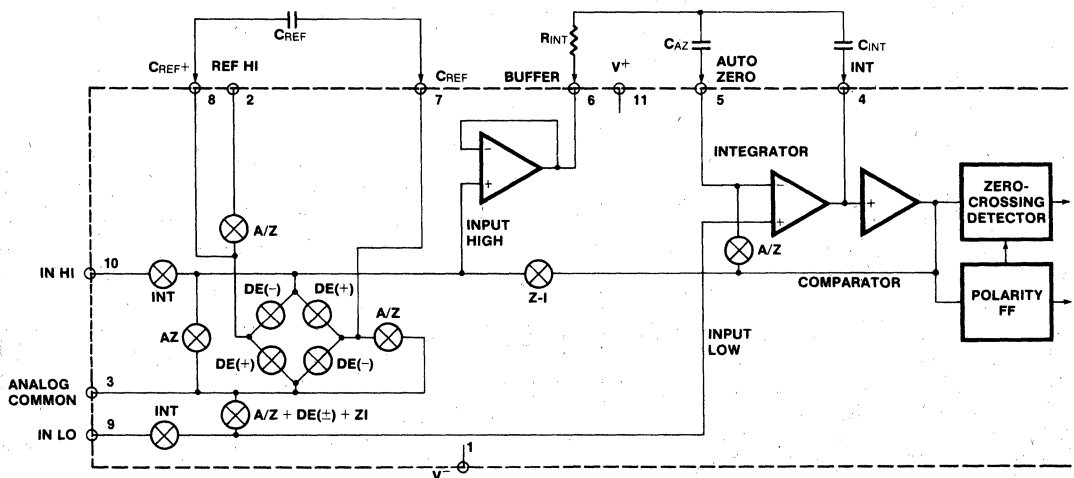 CREF
RINT
CAZ
CINT
CREF+
REF HI
CREF
BUFFER
V+
AUTO
ZERO
INT
8
2
7
6
11
5
4
INTEGRATOR
−
+
−
+
+
ZERO-
CROSSING
DETECTOR
A/Z
INPUT
HIGH
A/Z
IN HI
10
INT
Z-I
COMPARATOR
POLARITY
FF
DE(−)
DE(+)
A/Z
AZ
DE(+)
DE(−)
INPUT
LOW
ANALOG
COMMON
3
INT
A/Z + DE(±) + ZI
IN LO
9
1
V−